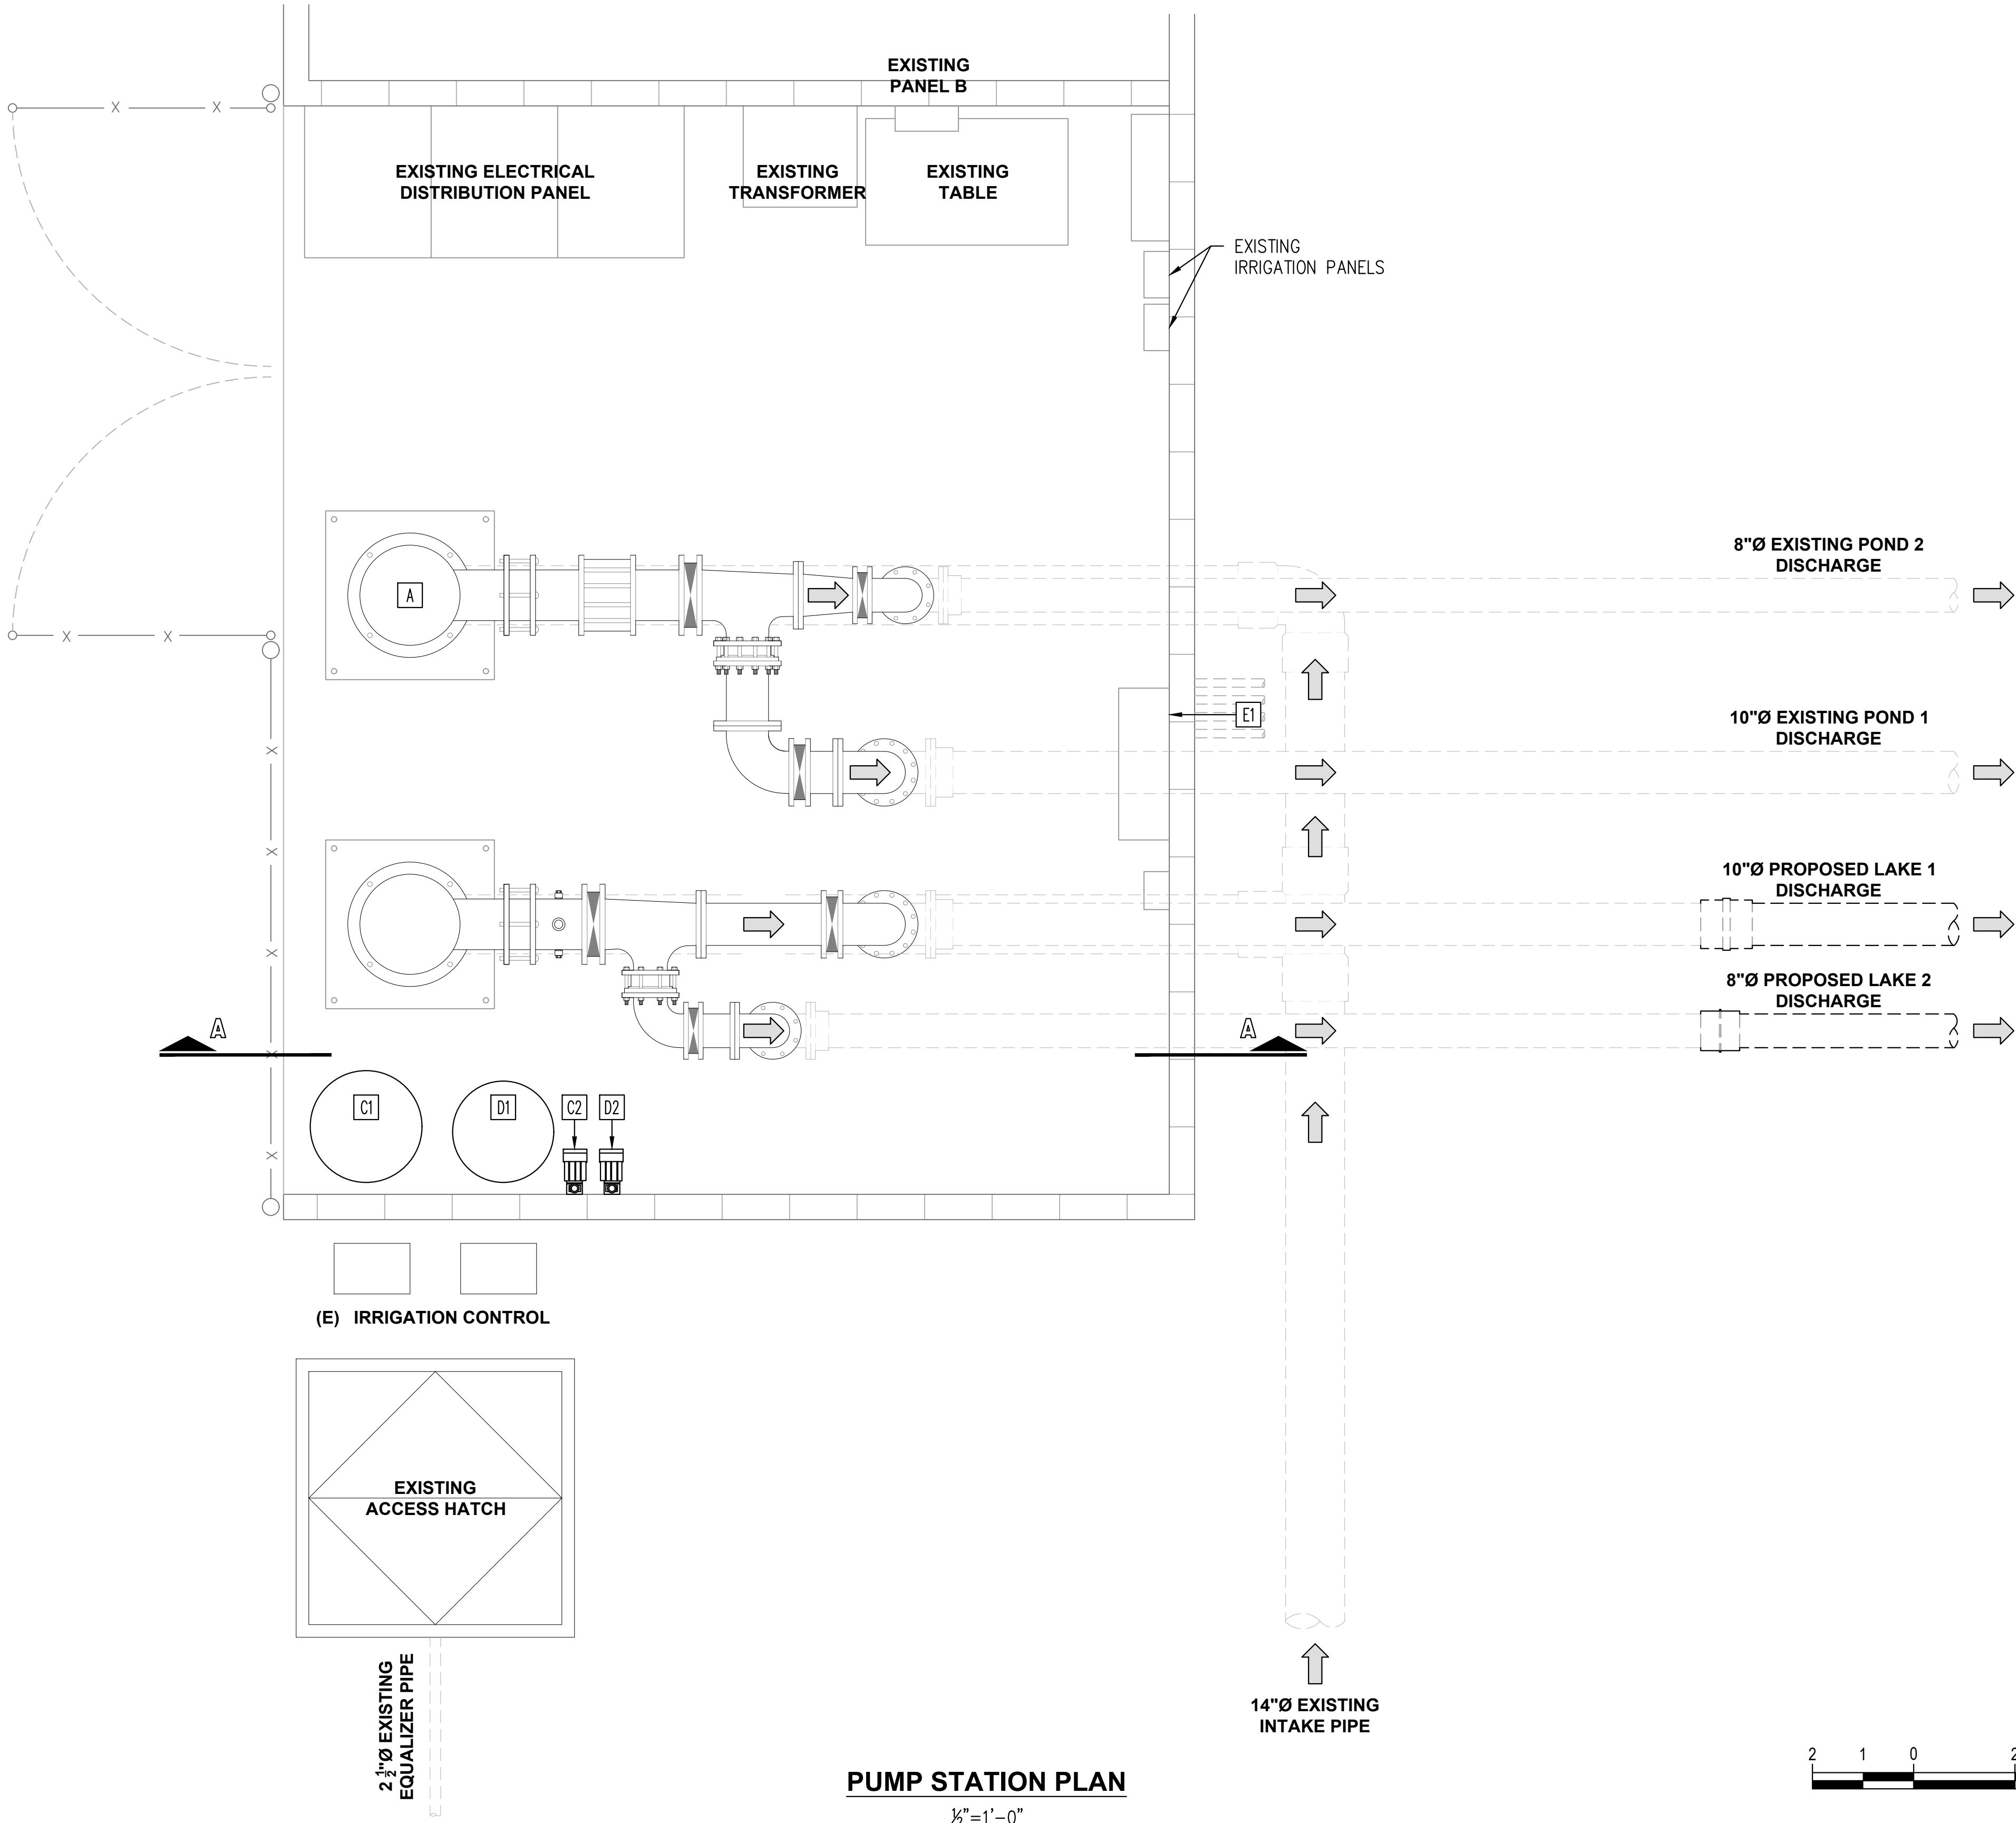 EXISTING
PANEL B
X
X
EXISTING ELECTRICAL
DISTRIBUTION PANEL
EXISTING
TRANSFORMER
EXISTING
TABLE
EXISTING
IRRIGATION PANELS
A
8"Ø EXISTING POND 2
DISCHARGE
X
X
E1
10"Ø EXISTING POND 1
DISCHARGE
X
X
10"Ø PROPOSED LAKE 1
DISCHARGE
X
8"Ø PROPOSED LAKE 2
DISCHARGE
A
A
X
C1
D1
C2
D2
X
(E) IRRIGATION CONTROL
EXISTING
ACCESS HATCH
2 ½"Ø EXISTING
EQUALIZER PIPE
14"Ø EXISTING
INTAKE PIPE
PUMP STATION PLAN
½"=1'-0"
2 1 0 2